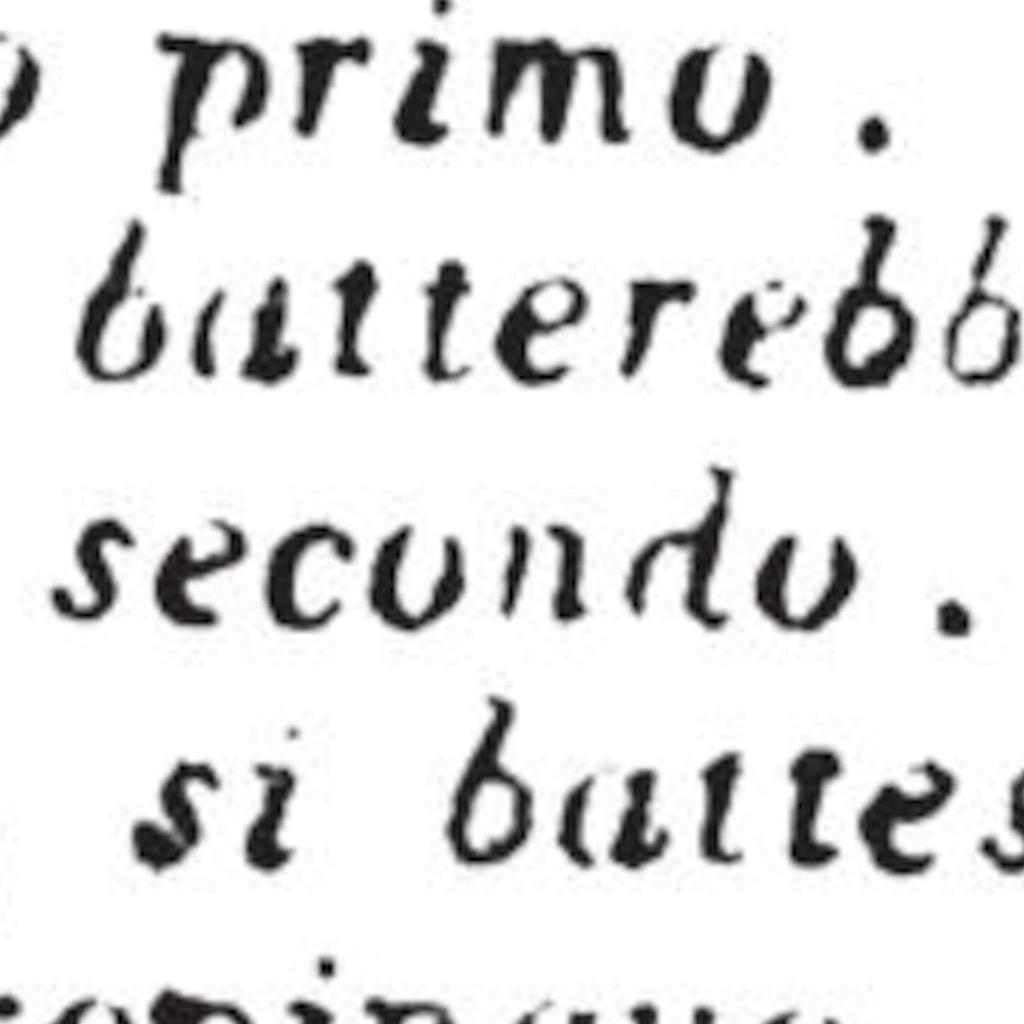 primo .
batterebb
secondo .
si battes